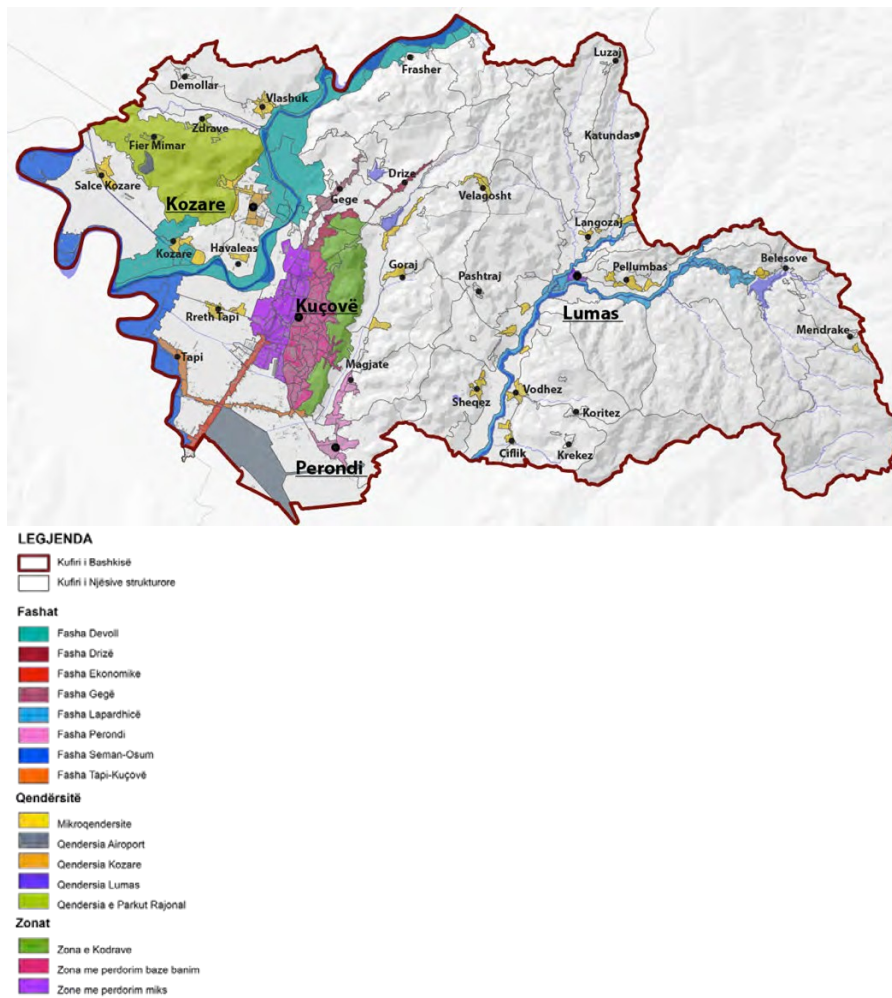 Luzaj
Frasher
Demollar
Vlashuk
Zdrave
Katundas
Fier Mimar
Salce Kozare
Drize
Gege
Velagosht
Kozare
Langozaj
Kozare
Havaleas
Goraj
Pashtraj
Pellumbas
Belesove
Rreth Tapi
Kuçovë
Lumas
Mendrake
Tapi
Magjate
Sheqez
Vodhez
Koritez
Ciflik
Krekez
Perondi
LEGJENDA
Kufiri i Bashkisë
Kufiri i Njësive strukturore
Fashat
Fasha Devoll
Fasha Drizë
Fasha Ekonomike
Fasha Gegë
Fasha Lapardhicë
Fasha Perondi
Fasha Seman-Osum
Fasha Tapi-Kuçovë
Qendërsitë
Mikroqendersite
Qendersia Airoport
Qendersia Kozare
Qendersia Lumas
Qendersia e Parkut Rajonal
Zonat
Zona e Kodrave
Zona me perdorim baze banim
Zone me perdorim miks